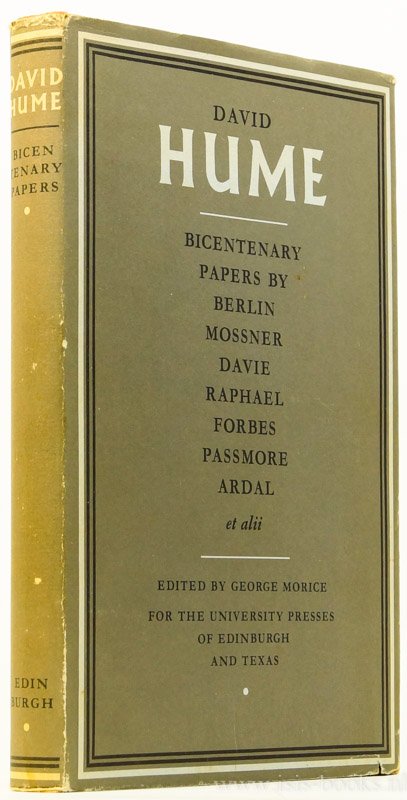 DAVID
HUME
BICEN
TENARY
PAPERS
EDIN
BURGH
DAVID
HUME
BICENTENARY
PAPERS BY
BERLIN
MOSSNER
DAVIE
RAPHAEL
FORBES
PASSMORE
ARDAL
et alii
EDITED BY GEORGE MORICE
FOR THE UNIVERSITY PRESSES
OF EDINBURGH
AND TEXAS